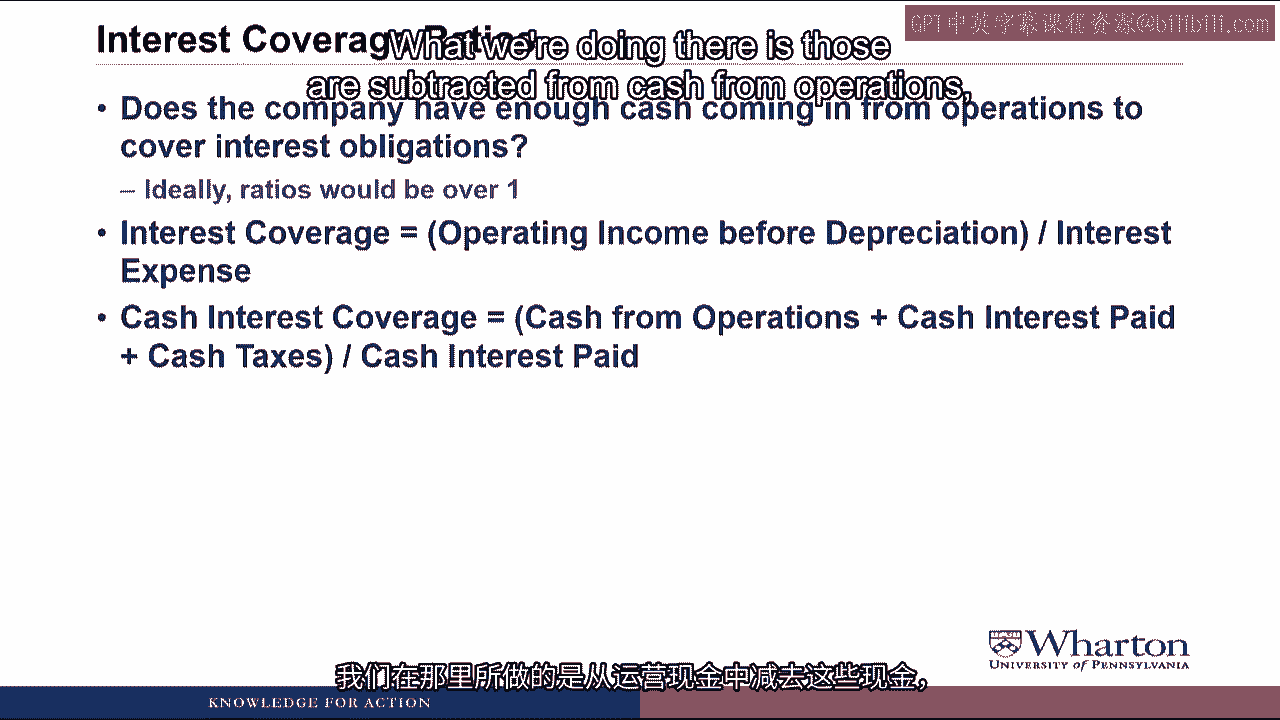 Interest Coverage Ratios
What we're doing there is those
are subtracted from cash from operations,
GPT中英字幕课程资源@bilibili.com
• Does the company have enough cash coming in from operations to
cover interest obligations?
– Ideally, ratios would be over 1
• Interest Coverage = (Operating Income before Depreciation) / Interest
Expense
• Cash Interest Coverage = (Cash from Operations + Cash Interest Paid
+ Cash Taxes) / Cash Interest Paid
Wharton
UNIVERSITY of PENNSYLVANIA
我们在那里所做的是从运营现金中减去这些现金，
KNOWLEDGE FOR ACTION